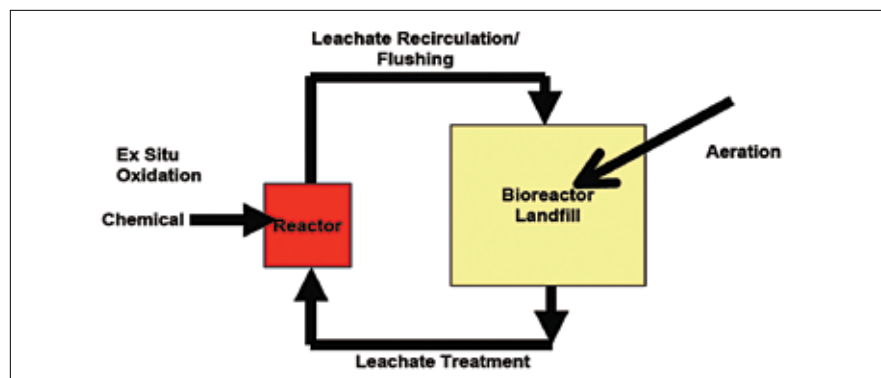 Leachate Recirculation/
Flushing
Ex Situ
Oxidation
Aeration
Chemical
Reactor
Bioreactor
Landfill
Leachate Treatment